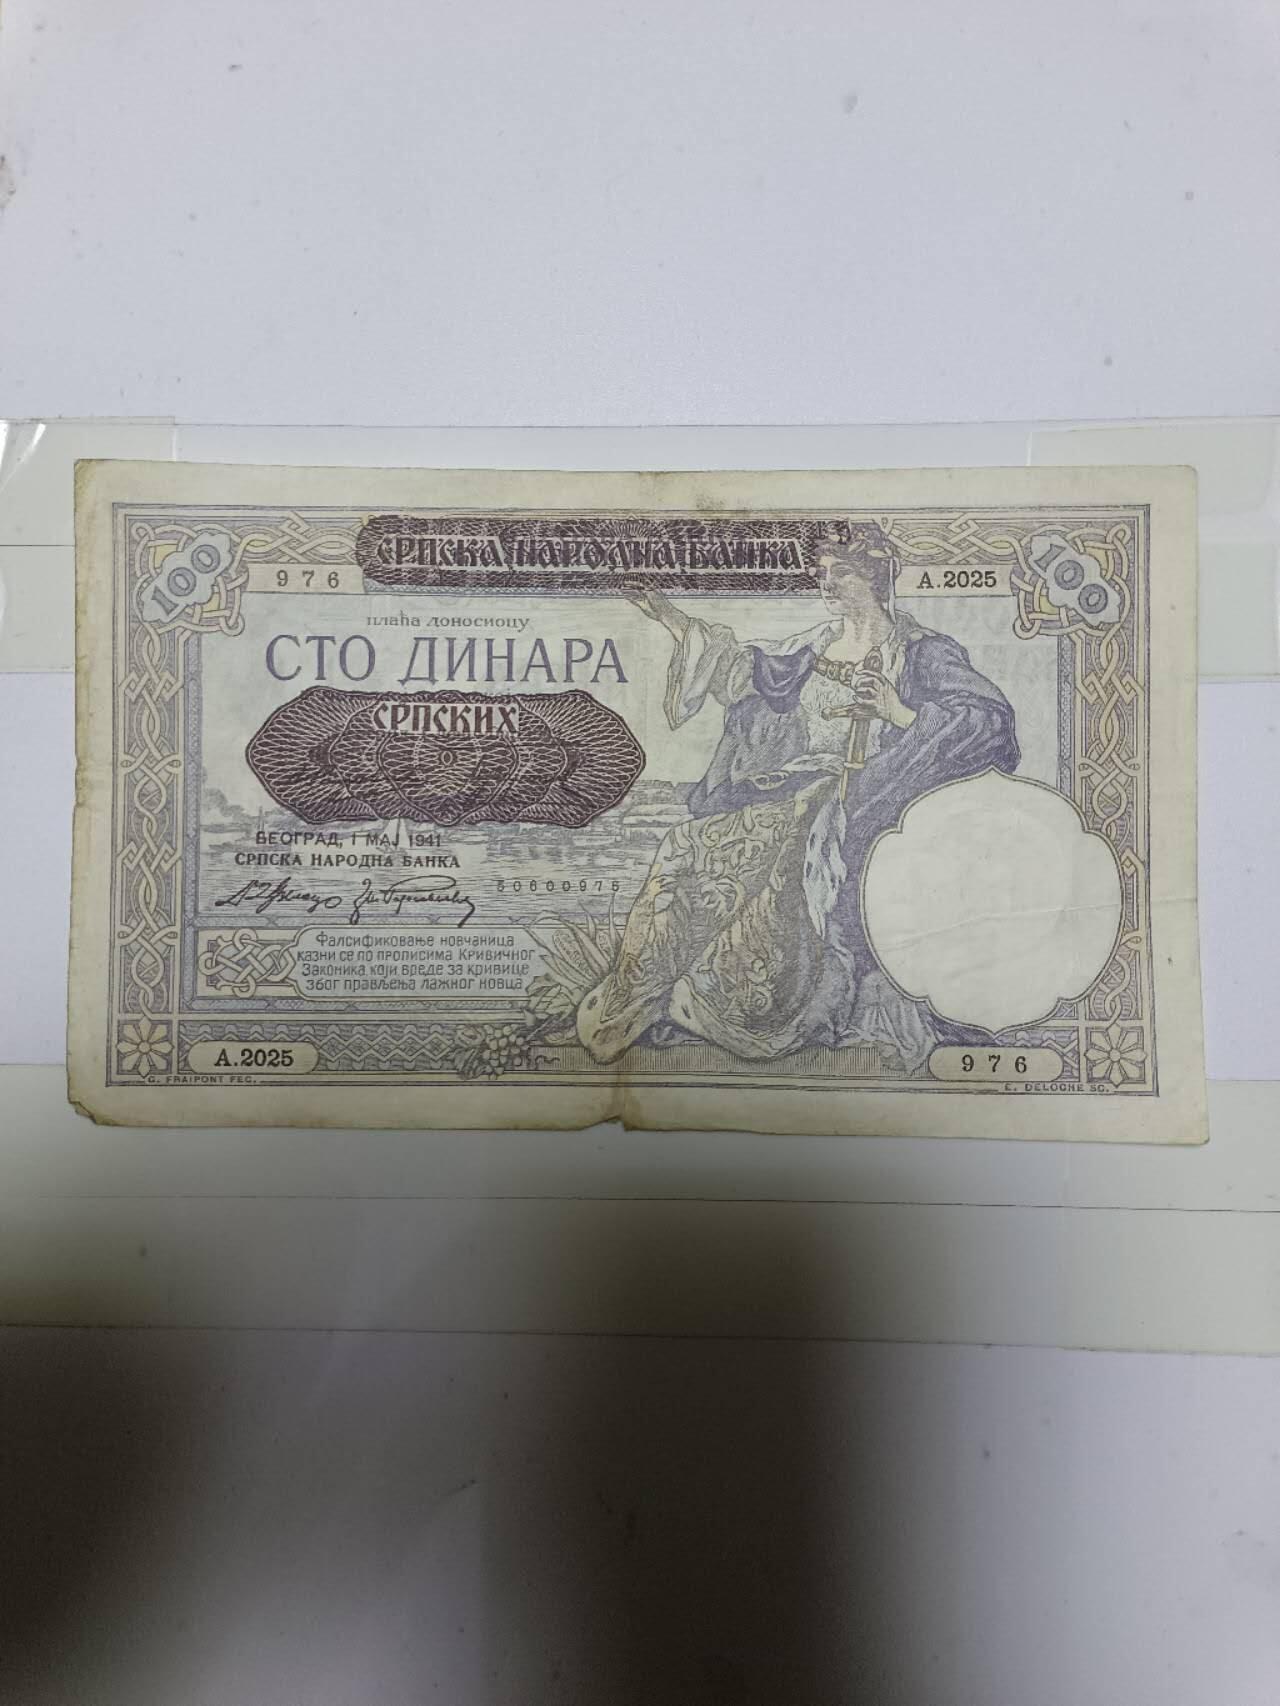 СРПСКА НАРОДНА БАНКА
100
976
А.2025
100
плаћа доносиоцу
СТО ДИНАРА
СРПСКИХ
БЕОГРАД, 1 МАЈ 1941
СРПСКА НАРОДНА БАНКА
50600976
Фалсификовање новчаница
казни се по прописима Кривичног
Законика, који вреде за кривице
због прављења лажног новца
А.2025
976
G. FRAIPONT FEC.
E. DELOCHE SC.